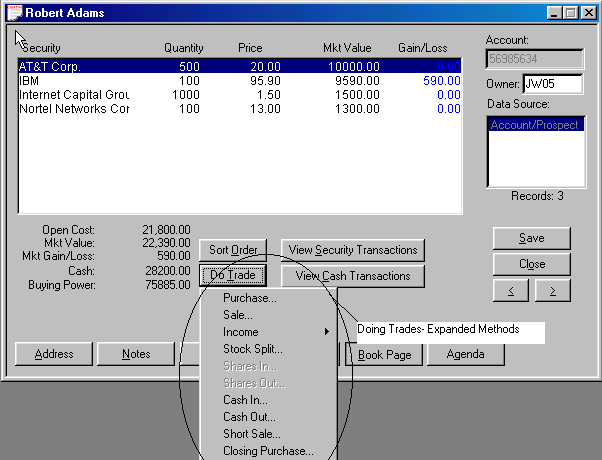 Robert Adams
Security Quantity Price Mkt Value Gain/Loss
AT&T Corp. 500 20.00 10000.00 0.00
IBM 100 95.90 9590.00 590.00
Internet Capital Grou 1000 1.50 1500.00 0.00
Nortel Networks Cor 100 13.00 1300.00 0.00
Account:
56985634
Owner: JW05
Data Source:
Account/Prospect
Records: 3
Open Cost: 21,800.00
Mkt Value: 22,390.00
Mkt Gain/Loss: 590.00
Cash: 28200.00
Buying Power: 75885.00
Sort Order View Security Transactions
Do Trade View Cash Transactions
Save
Close
< >
Purchase...
Sale...
Income
Stock Split...
Shares In...
Shares Out...
Cash In...
Cash Out...
Short Sale...
Closing Purchase...
Doing Trades- Expanded Methods
Address Notes Book Page Agenda